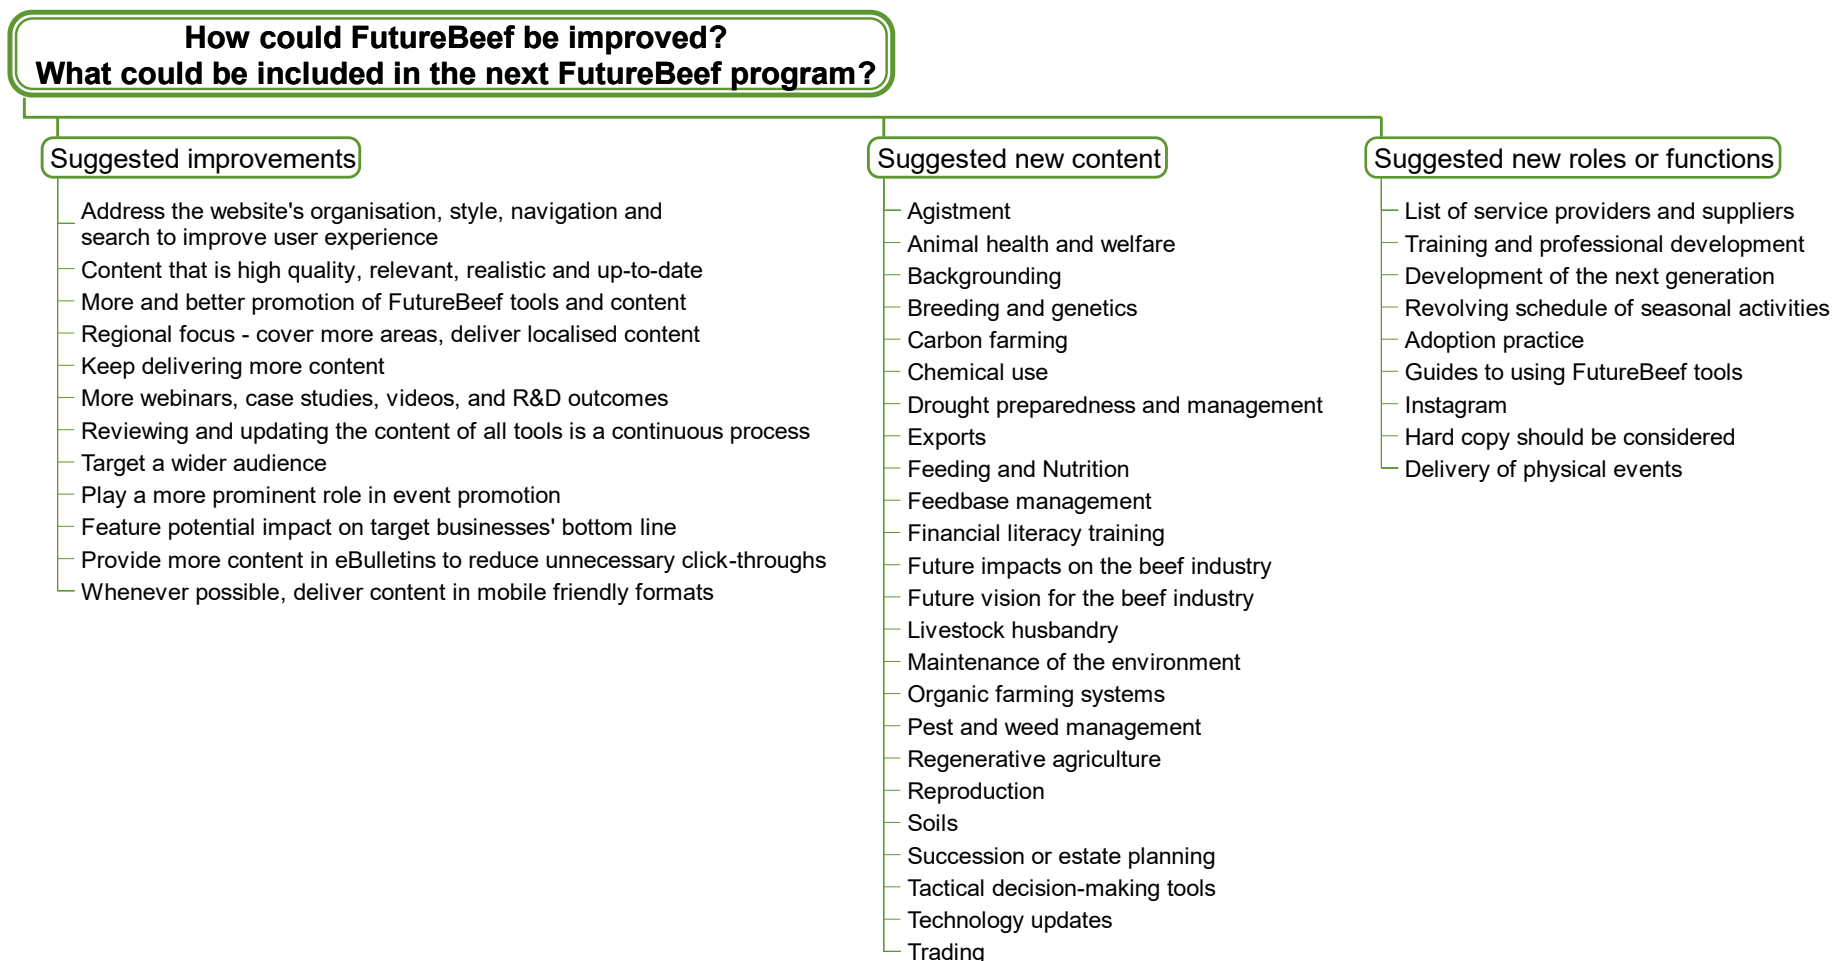 How could FutureBeef be improved?
What could be included in the next FutureBeef program?
Suggested improvements
Address the website's organisation, style, navigation and
search to improve user experience
Content that is high quality, relevant, realistic and up-to-date
More and better promotion of FutureBeef tools and content
Regional focus - cover more areas, deliver localised content
Keep delivering more content
More webinars, case studies, videos, and R&D outcomes
Reviewing and updating the content of all tools is a continuous process
Target a wider audience
Play a more prominent role in event promotion
Feature potential impact on target businesses' bottom line
Provide more content in eBulletins to reduce unnecessary click-throughs
Whenever possible, deliver content in mobile friendly formats
Suggested new content
Agistment
Animal health and welfare
Backgrounding
Breeding and genetics
Carbon farming
Chemical use
Drought preparedness and management
Exports
Feeding and Nutrition
Feedbase management
Financial literacy training
Future impacts on the beef industry
Future vision for the beef industry
Livestock husbandry
Maintenance of the environment
Organic farming systems
Pest and weed management
Regenerative agriculture
Reproduction
Soils
Succession or estate planning
Tactical decision-making tools
Technology updates
Trading
Suggested new roles or functions
List of service providers and suppliers
Training and professional development
Development of the next generation
Revolving schedule of seasonal activities
Adoption practice
Guides to using FutureBeef tools
Instagram
Hard copy should be considered
Delivery of physical events